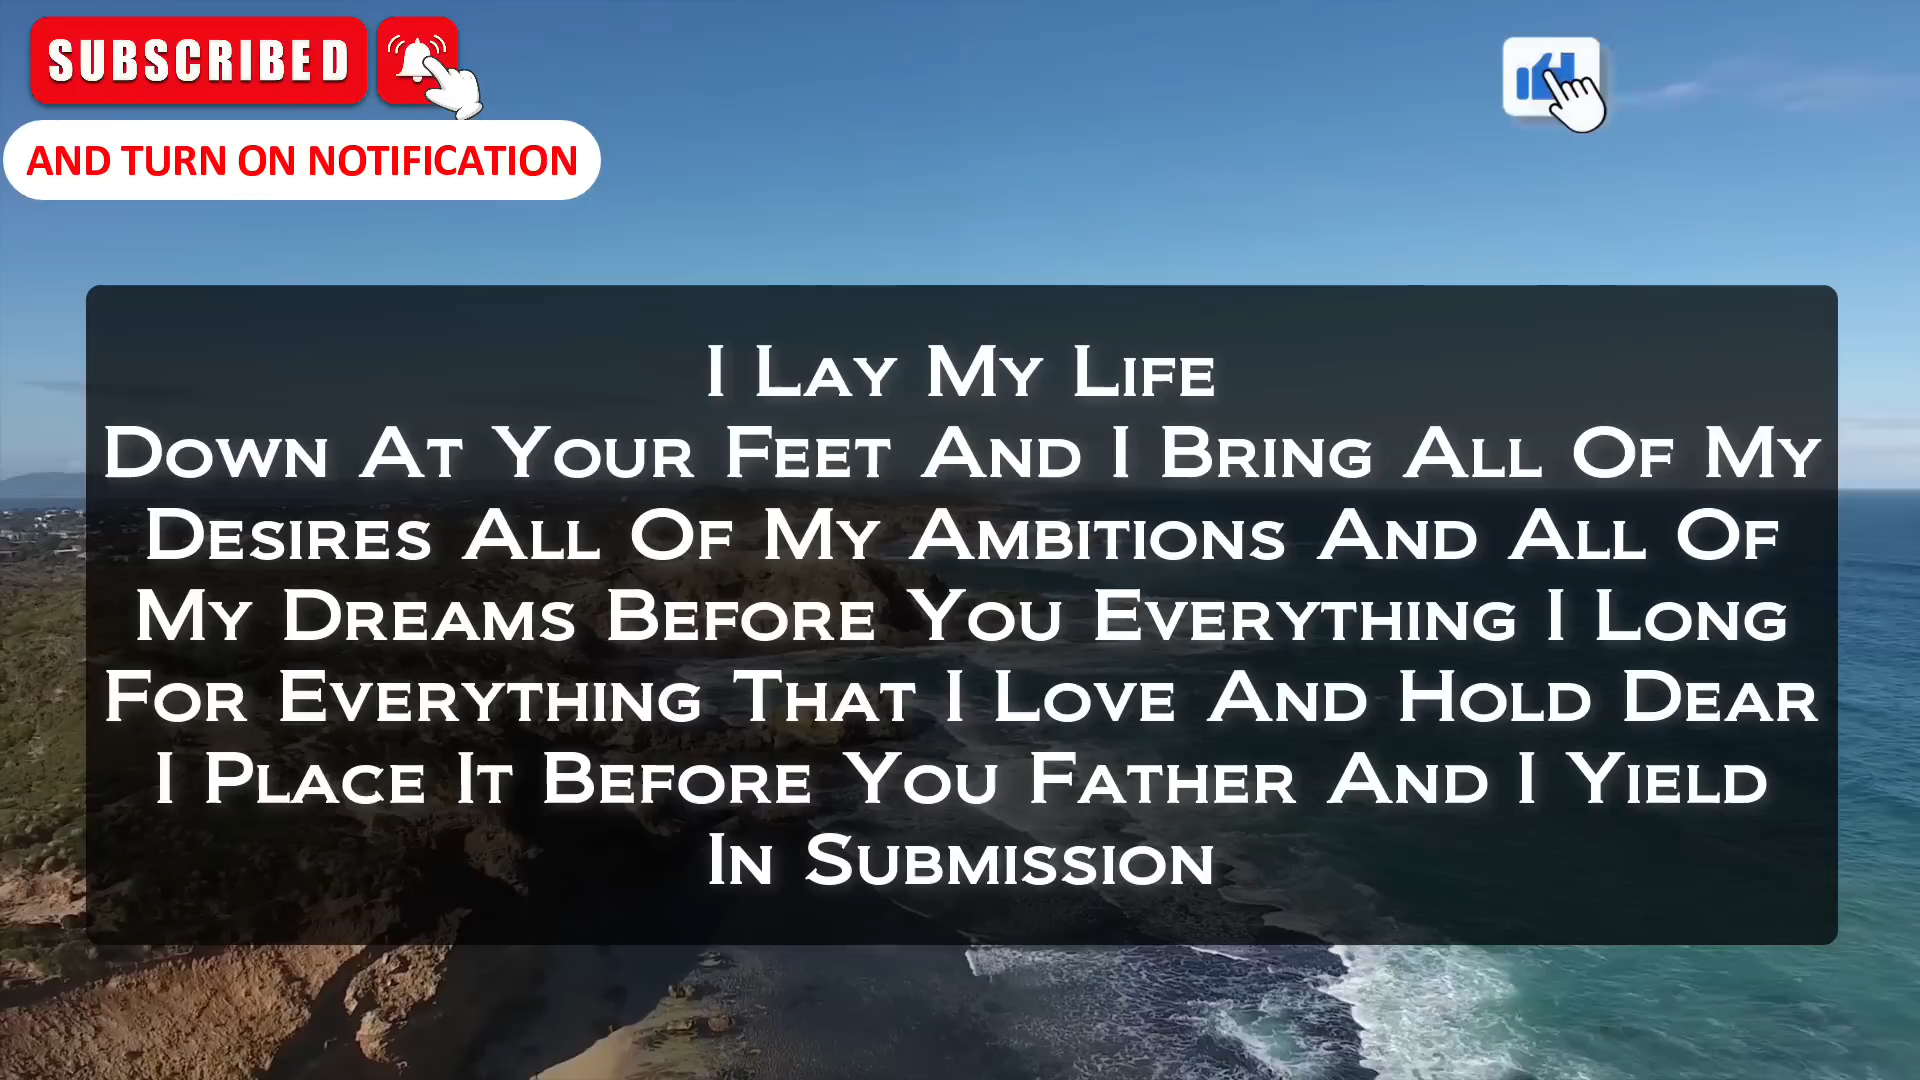 SUBSCRIBED
AND TURN ON NOTIFICATION
I Lay My Life
Down At Your Feet And I Bring All Of My
Desires All Of My Ambitions And All Of
My Dreams Before You Everything I Long
For Everything That I Love And Hold Dear
I Place It Before You Father And I Yield
In Submission